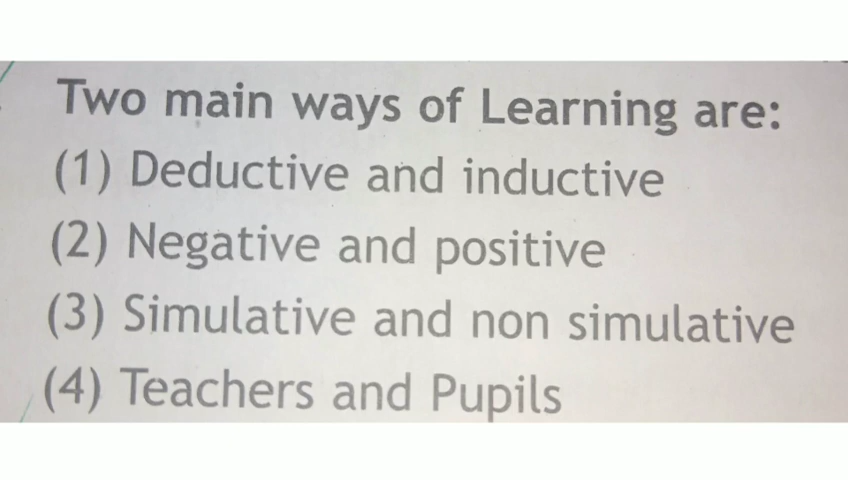 Two main ways of Learning are:
(1) Deductive and inductive
(2) Negative and positive
(3) Simulative and non simulative
(4) Teachers and Pupils